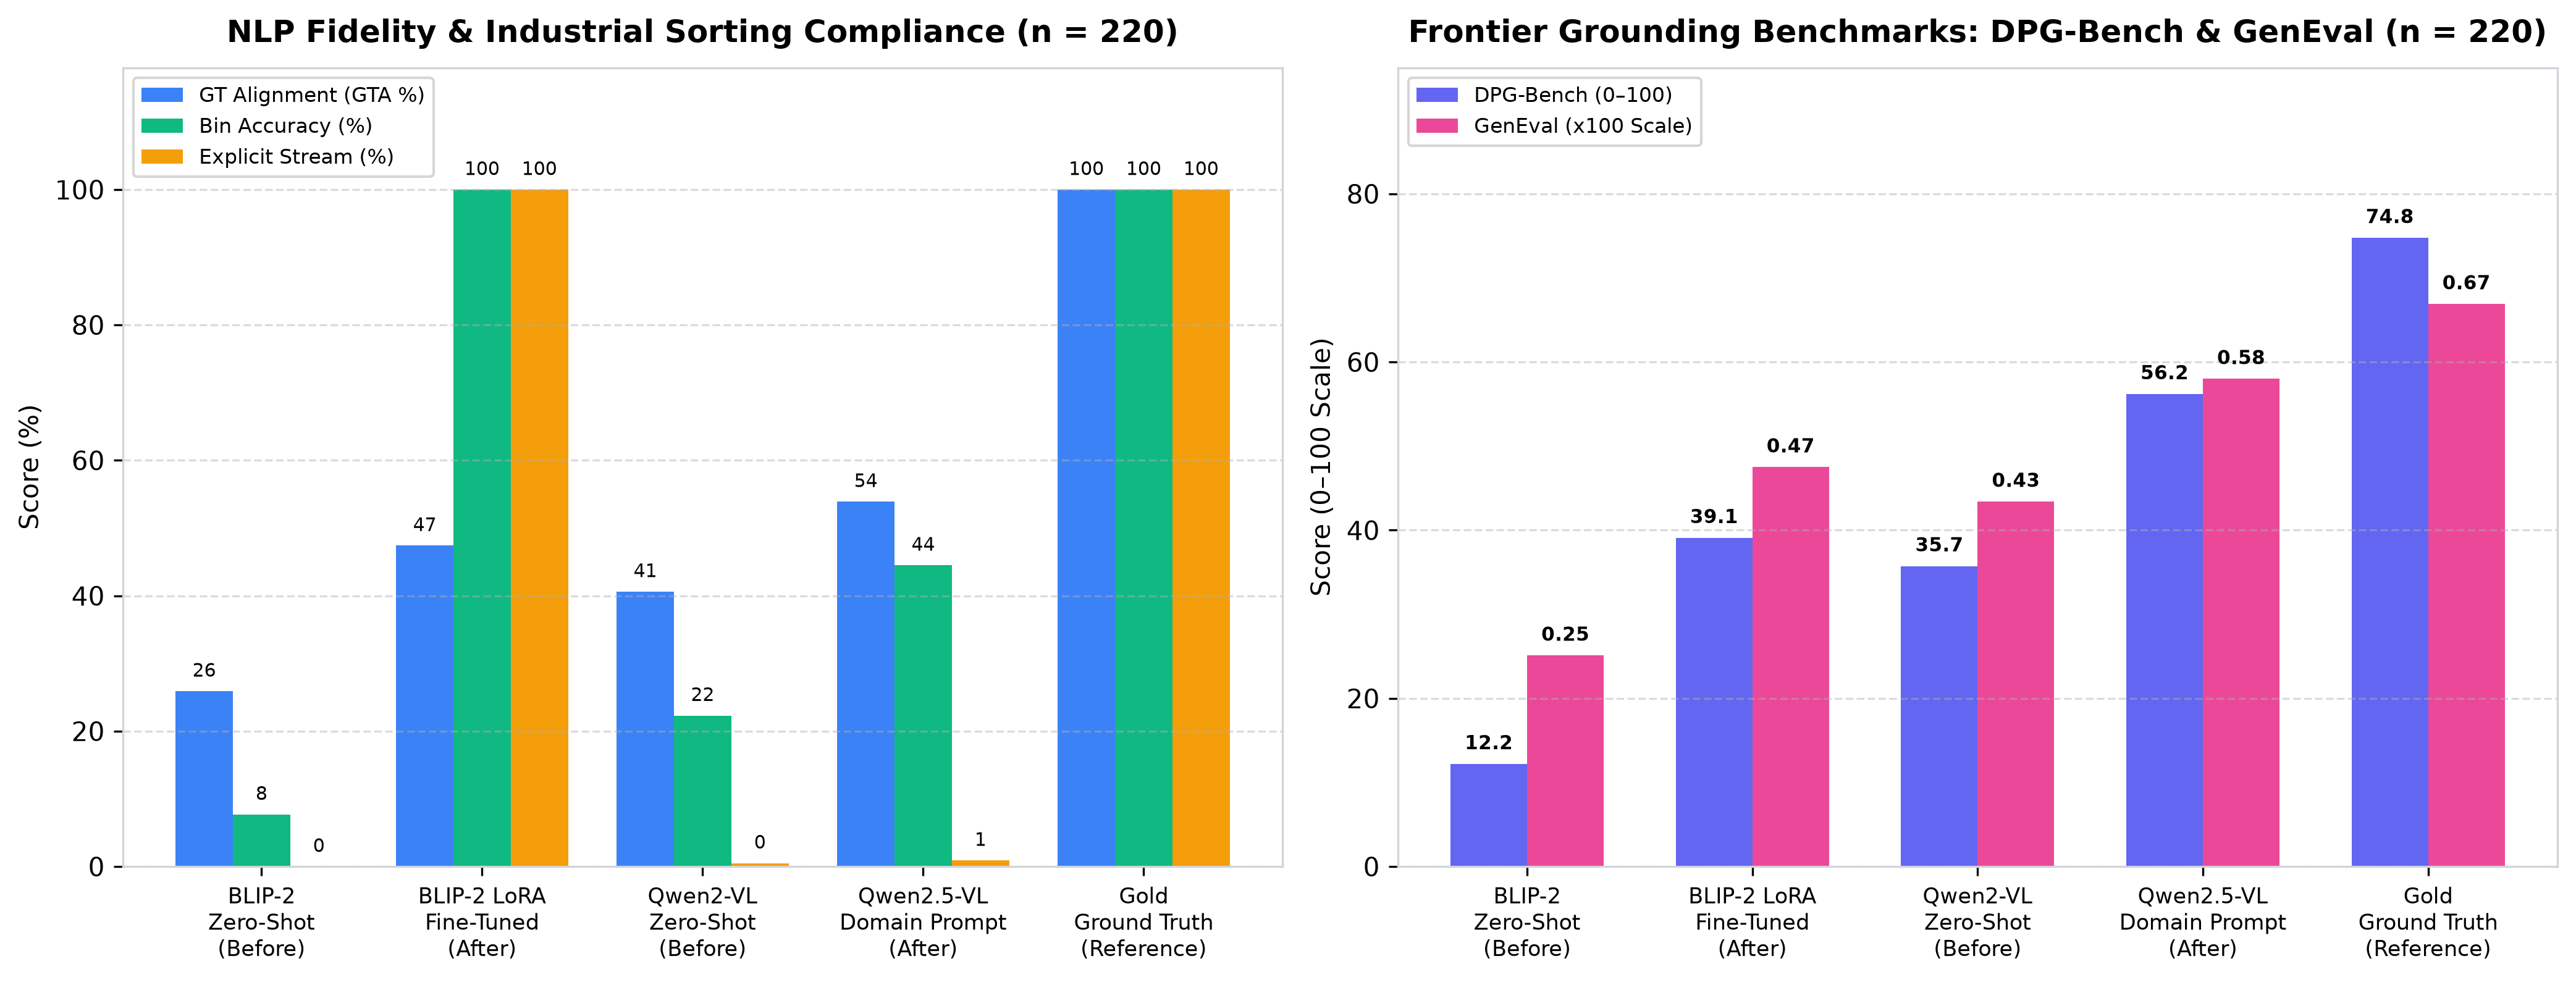 NLP Fidelity & Industrial Sorting Compliance (n = 220)
GT Alignment (GTA %)
Bin Accuracy (%)
Explicit Stream (%)
Score (%)
100
80
60
40
20
0
26
8
0
47
100
100
41
22
0
54
44
1
100
100
100
BLIP-2
Zero-Shot
(Before)
BLIP-2 LoRA
Fine-Tuned
(After)
Qwen2-VL
Zero-Shot
(Before)
Qwen2.5-VL
Domain Prompt
(After)
Gold
Ground Truth
(Reference)
Frontier Grounding Benchmarks: DPG-Bench & GenEval (n = 220)
DPG-Bench (0–100)
GenEval (x100 Scale)
Score (0–100 Scale)
80
60
40
20
0
12.2
0.25
39.1
0.47
35.7
0.43
56.2
0.58
74.8
0.67
BLIP-2
Zero-Shot
(Before)
BLIP-2 LoRA
Fine-Tuned
(After)
Qwen2-VL
Zero-Shot
(Before)
Qwen2.5-VL
Domain Prompt
(After)
Gold
Ground Truth
(Reference)